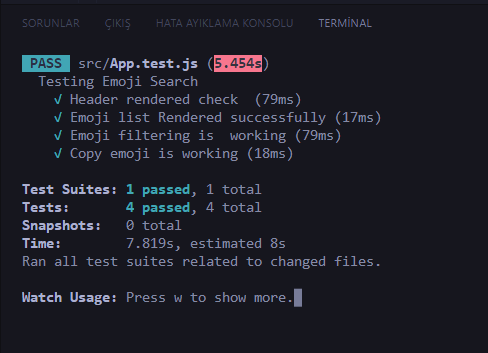 SORUNLAR ÇIKIŞ HATA AYIKLAMA KONSOLU TERMİNAL
PASS src/App.test.js (5.454s)
Testing Emoji Search
√ Header rendered check  (79ms)
√ Emoji list Rendered successfully (17ms)
√ Emoji filtering is  working (79ms)
√ Copy emoji is working (18ms)
Test Suites: 1 passed, 1 total
Tests:       4 passed, 4 total
Snapshots:   0 total
Time:        7.819s, estimated 8s
Ran all test suites related to changed files.
Watch Usage: Press w to show more.